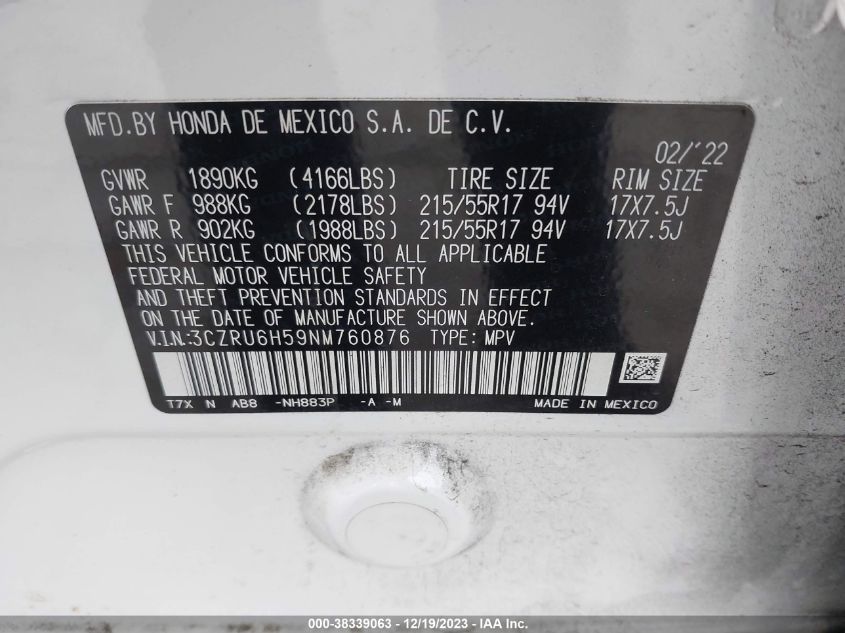 MFD.BY HONDA DE MEXICO S.A. DE C.V.
02/'22
GVWR 1890KG (4166LBS) TIRE SIZE RIM SIZE
GAWR F 988KG (2178LBS) 215/55R17 94V 17X7.5J
GAWR R 902KG (1988LBS) 215/55R17 94V 17X7.5J
THIS VEHICLE CONFORMS TO ALL APPLICABLE
FEDERAL MOTOR VEHICLE SAFETY
AND THEFT PREVENTION STANDARDS IN EFFECT
ON THE DATE OF MANUFACTURE SHOWN ABOVE.
V.I.N.:3CZRU6H59NM760876 TYPE: MPV
T7X N AB8 -NH883P -A -M MADE IN MEXICO
000-38339063 - 12/19/2023 - IAA Inc.